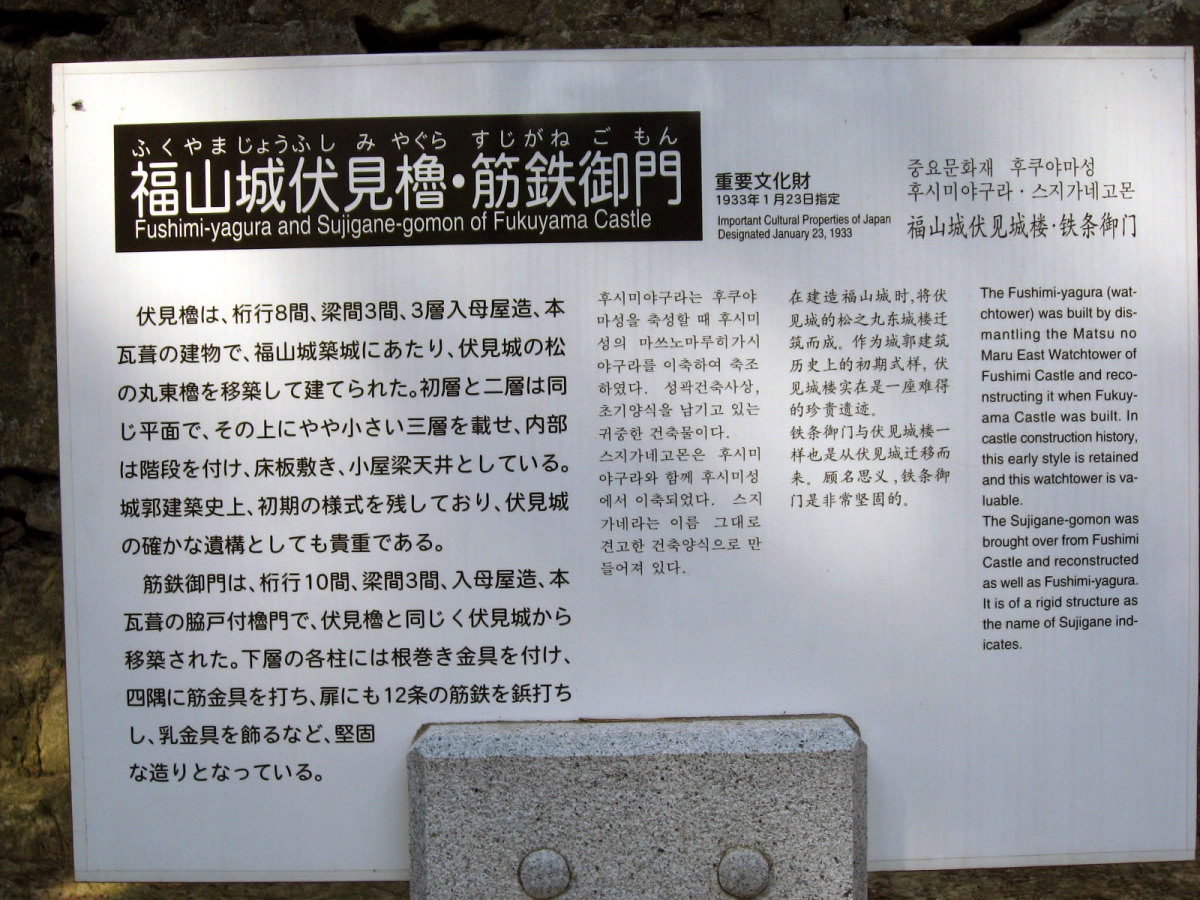 ふくやまじょうふし み やぐら すじがね ご もん
福山城伏見櫓・筋鉄御門
Fushimi-yagura and Sujigane-gomon of Fukuyama Castle
重要文化財
1933年1月23日指定
Important Cultural Properties of Japan
Designated January 23, 1933
중요문화재 후쿠야마성
후시미야구라·스지가네고몬
福山城伏见城楼·铁条御门
伏見櫓は、桁行8間、梁間3間、3層入母屋造、本
瓦葺の建物で、福山城築城にあたり、伏見城の松
の丸東櫓を移築して建てられた。初層と二層は同
じ平面で、その上にやや小さい三層を載せ、内部
は階段を付け、床板敷き、小屋梁天井としている。
城郭建築史上、初期の様式を残しており、伏見城
の確かな遺構としても貴重である。
筋鉄御門は、桁行10間、梁間3間、入母屋造、本
瓦葺の脇戸付櫓門で、伏見櫓と同じく伏見城から
移築された。下層の各柱には根巻き金具を付け、
四隅に筋金具を打ち、扉にも12条の筋鉄を鋲打ち
し、乳金具を飾るなど、堅固
な造りとなっている。
후시미야구라는 후쿠야
마성을 축성할 때 후시미
성의 마쓰노마루히가시
야구라를 이축하여 축조
하였다. 성곽건축사상,
초기양식을 남기고 있는
귀중한 건축물이다.
스지가네고몬은 후시미
야구라와 함께 후시미성
에서 이축되었다. 스지
가네라는 이름 그대로
견고한 건축양식으로 만
들어져 있다.
在建造福山城时,将伏
见城的松之丸东城楼迁
筑而成。作为城郭建筑
历史上的初期式样, 伏
见城楼实在是一座难得
的珍贵遗迹。
铁条御门与伏见城楼一
样也是从伏见城迁移而
来。顾名思义,铁条御
门是非常坚固的。
The Fushimi-yagura (wat-
chtower) was built by dis-
mantling the Matsu no
Maru East Watchtower of
Fushimi Castle and reco-
nstructing it when Fukuy-
ama Castle was built. In
castle construction history,
this early style is retained
and this watchtower is va-
luable.
The Sujigane-gomon was
brought over from Fushimi
Castle and reconstructed
as well as Fushimi-yagura.
It is of a rigid structure as
the name of Sujigane ind-
icates.